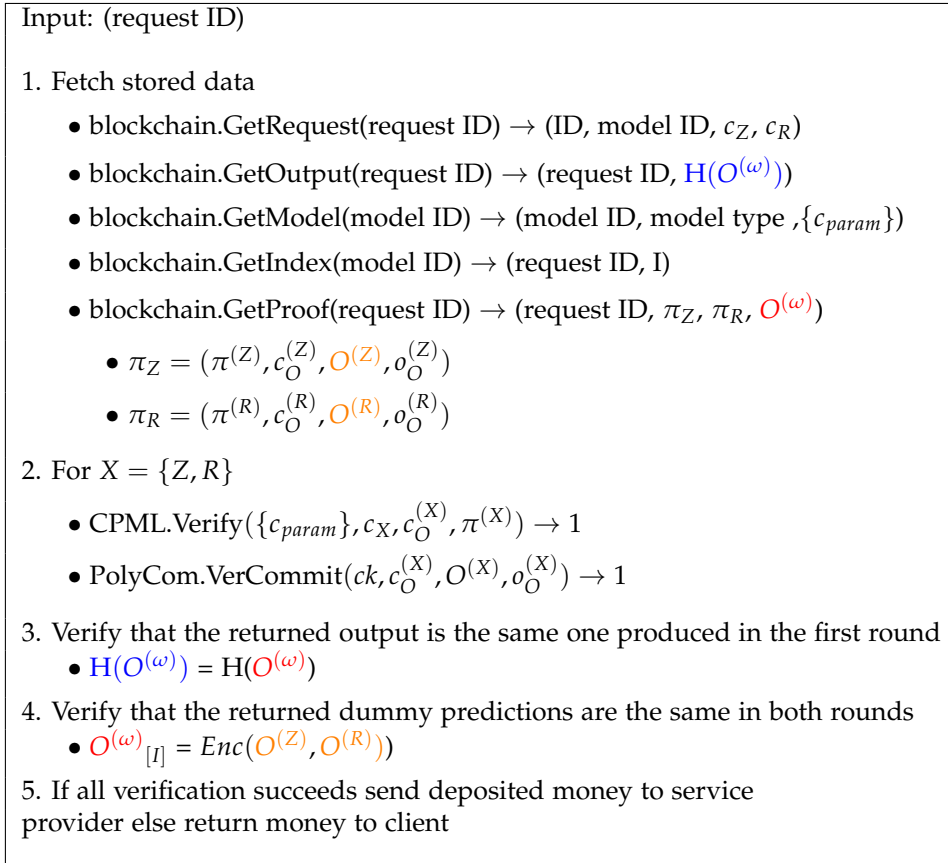 Input: (request ID)
1. Fetch stored data
• blockchain.GetRequest(request ID) → (ID, model ID, c_Z, c_R)
• blockchain.GetOutput(request ID) → (request ID, H(O^(ω)))
• blockchain.GetModel(model ID) → (model ID, model type ,{c_param})
• blockchain.GetIndex(model ID) → (request ID, I)
• blockchain.GetProof(request ID) → (request ID, π_Z, π_R, O^(ω))
• π_Z = (π^(Z), c_O^(Z), O^(Z), o_O^(Z))
• π_R = (π^(R), c_O^(R), O^(R), o_O^(R))
2. For X = {Z, R}
• CPML.Verify({c_param}, c_X, c_O^(X), π^(X)) → 1
• PolyCom.VerCommit(ck, c_O^(X), O^(X), o_O^(X)) → 1
3. Verify that the returned output is the same one produced in the first round
• H(O^(ω)) = H(O^(ω))
4. Verify that the returned dummy predictions are the same in both rounds
• O^(ω)_[I] = Enc(O^(Z), O^(R)))
5. If all verification succeeds send deposited money to service
provider else return money to client